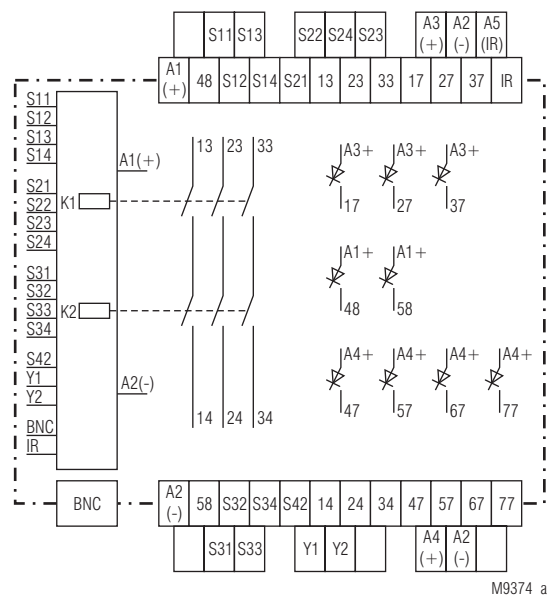 S11 S13 S22 S24 S23 A3 (+) A2 (-) A5 (IR)
A1 (+) 48 S12 S14 S21 13 23 33 17 27 37 IR
S11
S12
S13
S14
A1(+)
13 23 33
A3+ A3+ A3+
17 27 37
S21
S22
K1
S23
S24
A1+ A1+
48 58
S31
S32
S33
K2
S34
A4+ A4+ A4+ A4+
47 57 67 77
S42
Y1
Y2
A2(-)
14 24 34
BNC
IR
BNC
A2 (-) 58 S32 S34 S42 14 24 34 47 57 67 77
S31 S33 Y1 Y2 A4 (+) A2 (-)
M9374 a